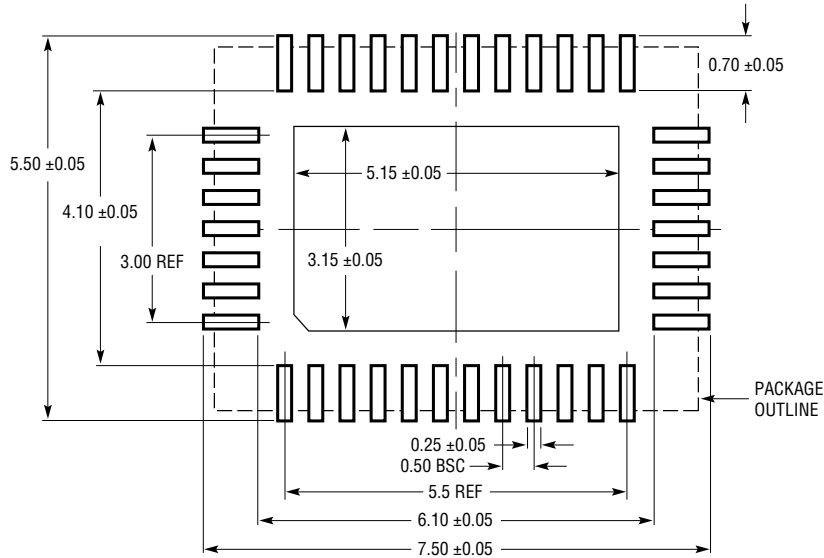 0.70 ±0.05
5.50 ±0.05
5.15 ±0.05
4.10 ±0.05
3.00 REF
3.15 ±0.05
PACKAGE
OUTLINE
0.25 ±0.05
0.50 BSC
5.5 REF
6.10 ±0.05
7.50 ±0.05